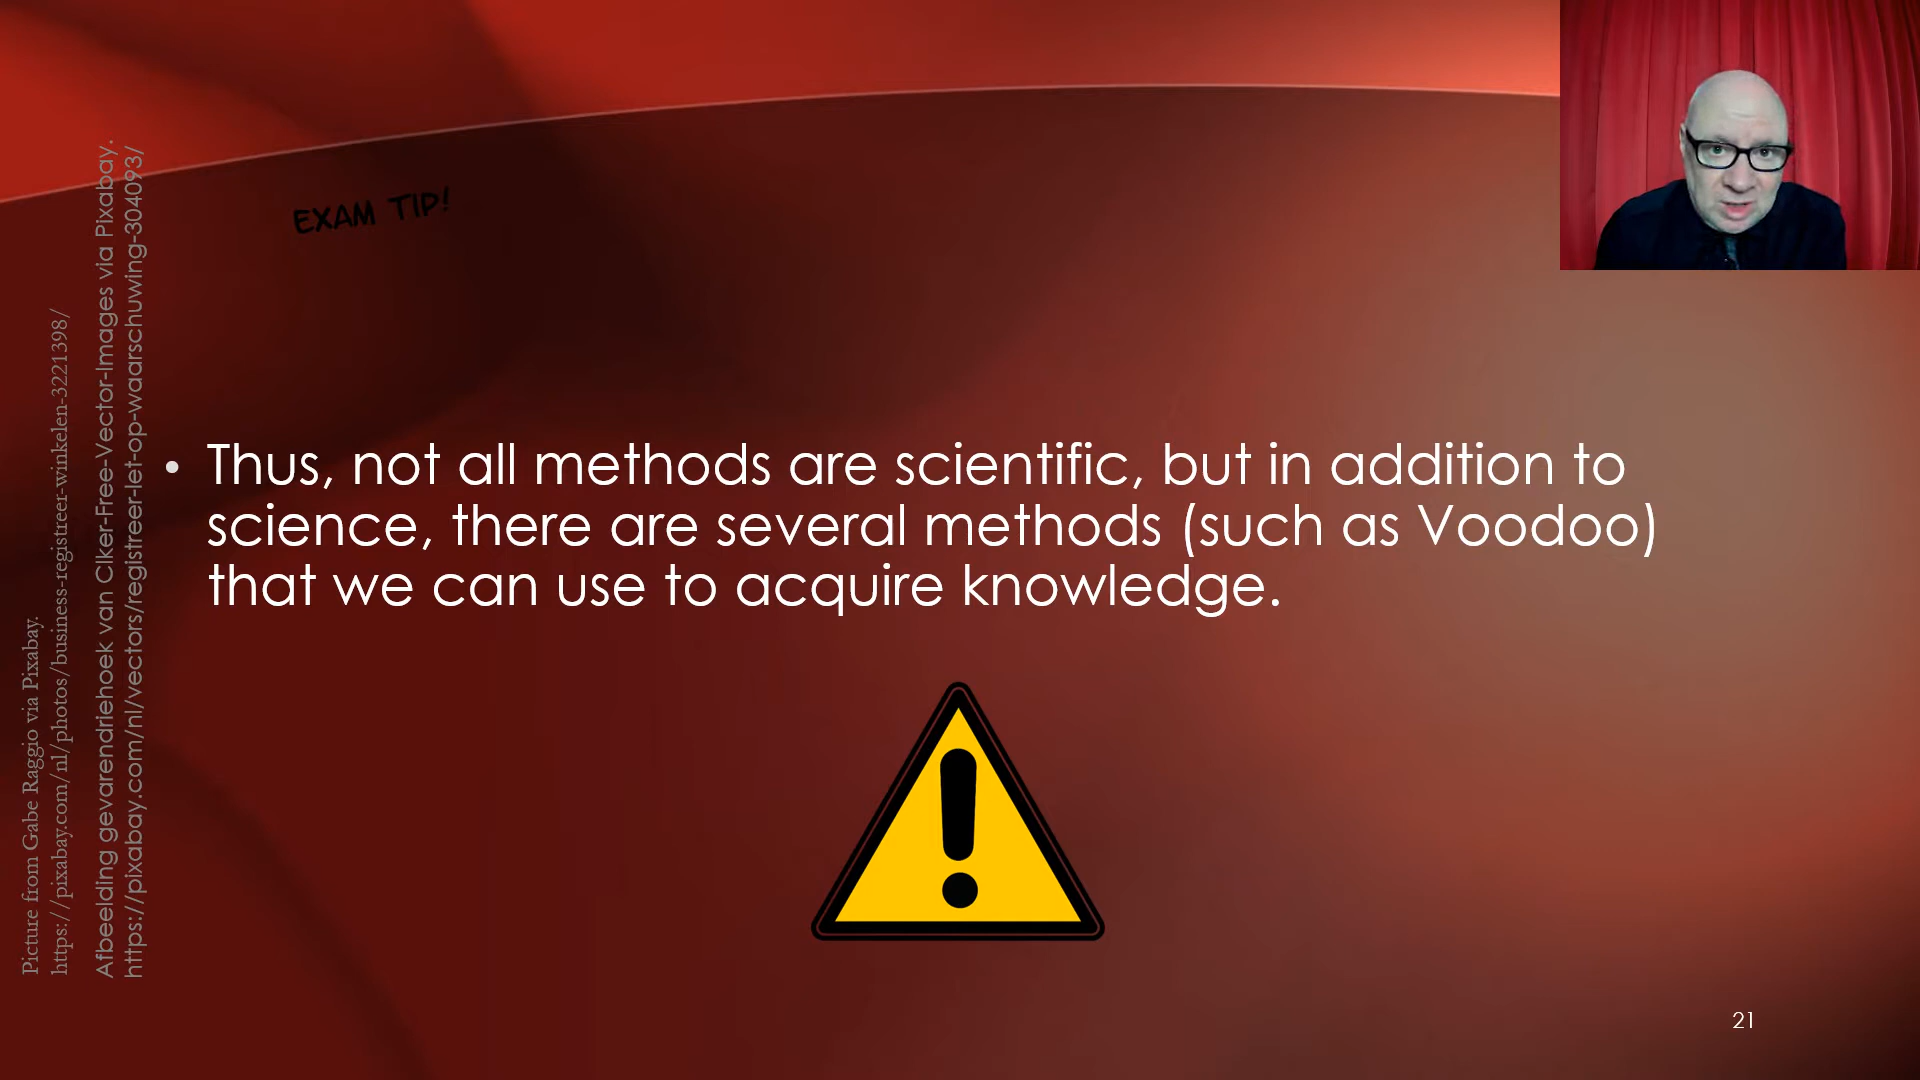 EXAM TIP!
• Thus, not all methods are scientific, but in addition to
science, there are several methods (such as Voodoo)
that we can use to acquire knowledge.
Picture from Gabe Raggio via Pixabay.
https://pixabay.com/nl/photos/business-registreer-winkelen-3221398/
Afbeelding gevarendriehoek van Clker-Free-Vector-Images via Pixabay.
https://pixabay.com/nl/vectors/registreer-let-op-waarschuwing-304093/
21